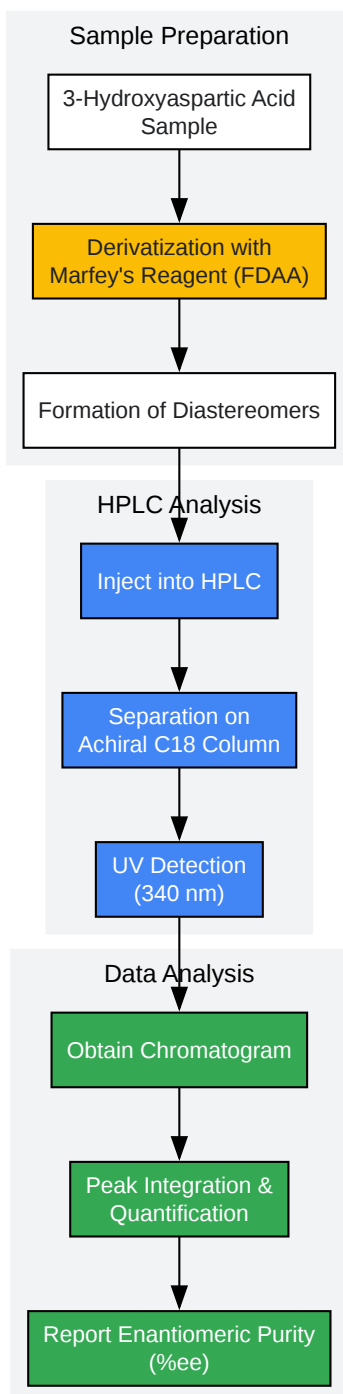 Sample Preparation
3-Hydroxyaspartic Acid
Sample
Derivatization with
Marfey's Reagent (FDAA)
Formation of Diastereomers
HPLC Analysis
Inject into HPLC
Separation on
Achiral C18 Column
UV Detection
(340 nm)
Data Analysis
Obtain Chromatogram
Peak Integration &
Quantification
Report Enantiomeric Purity
(%ee)